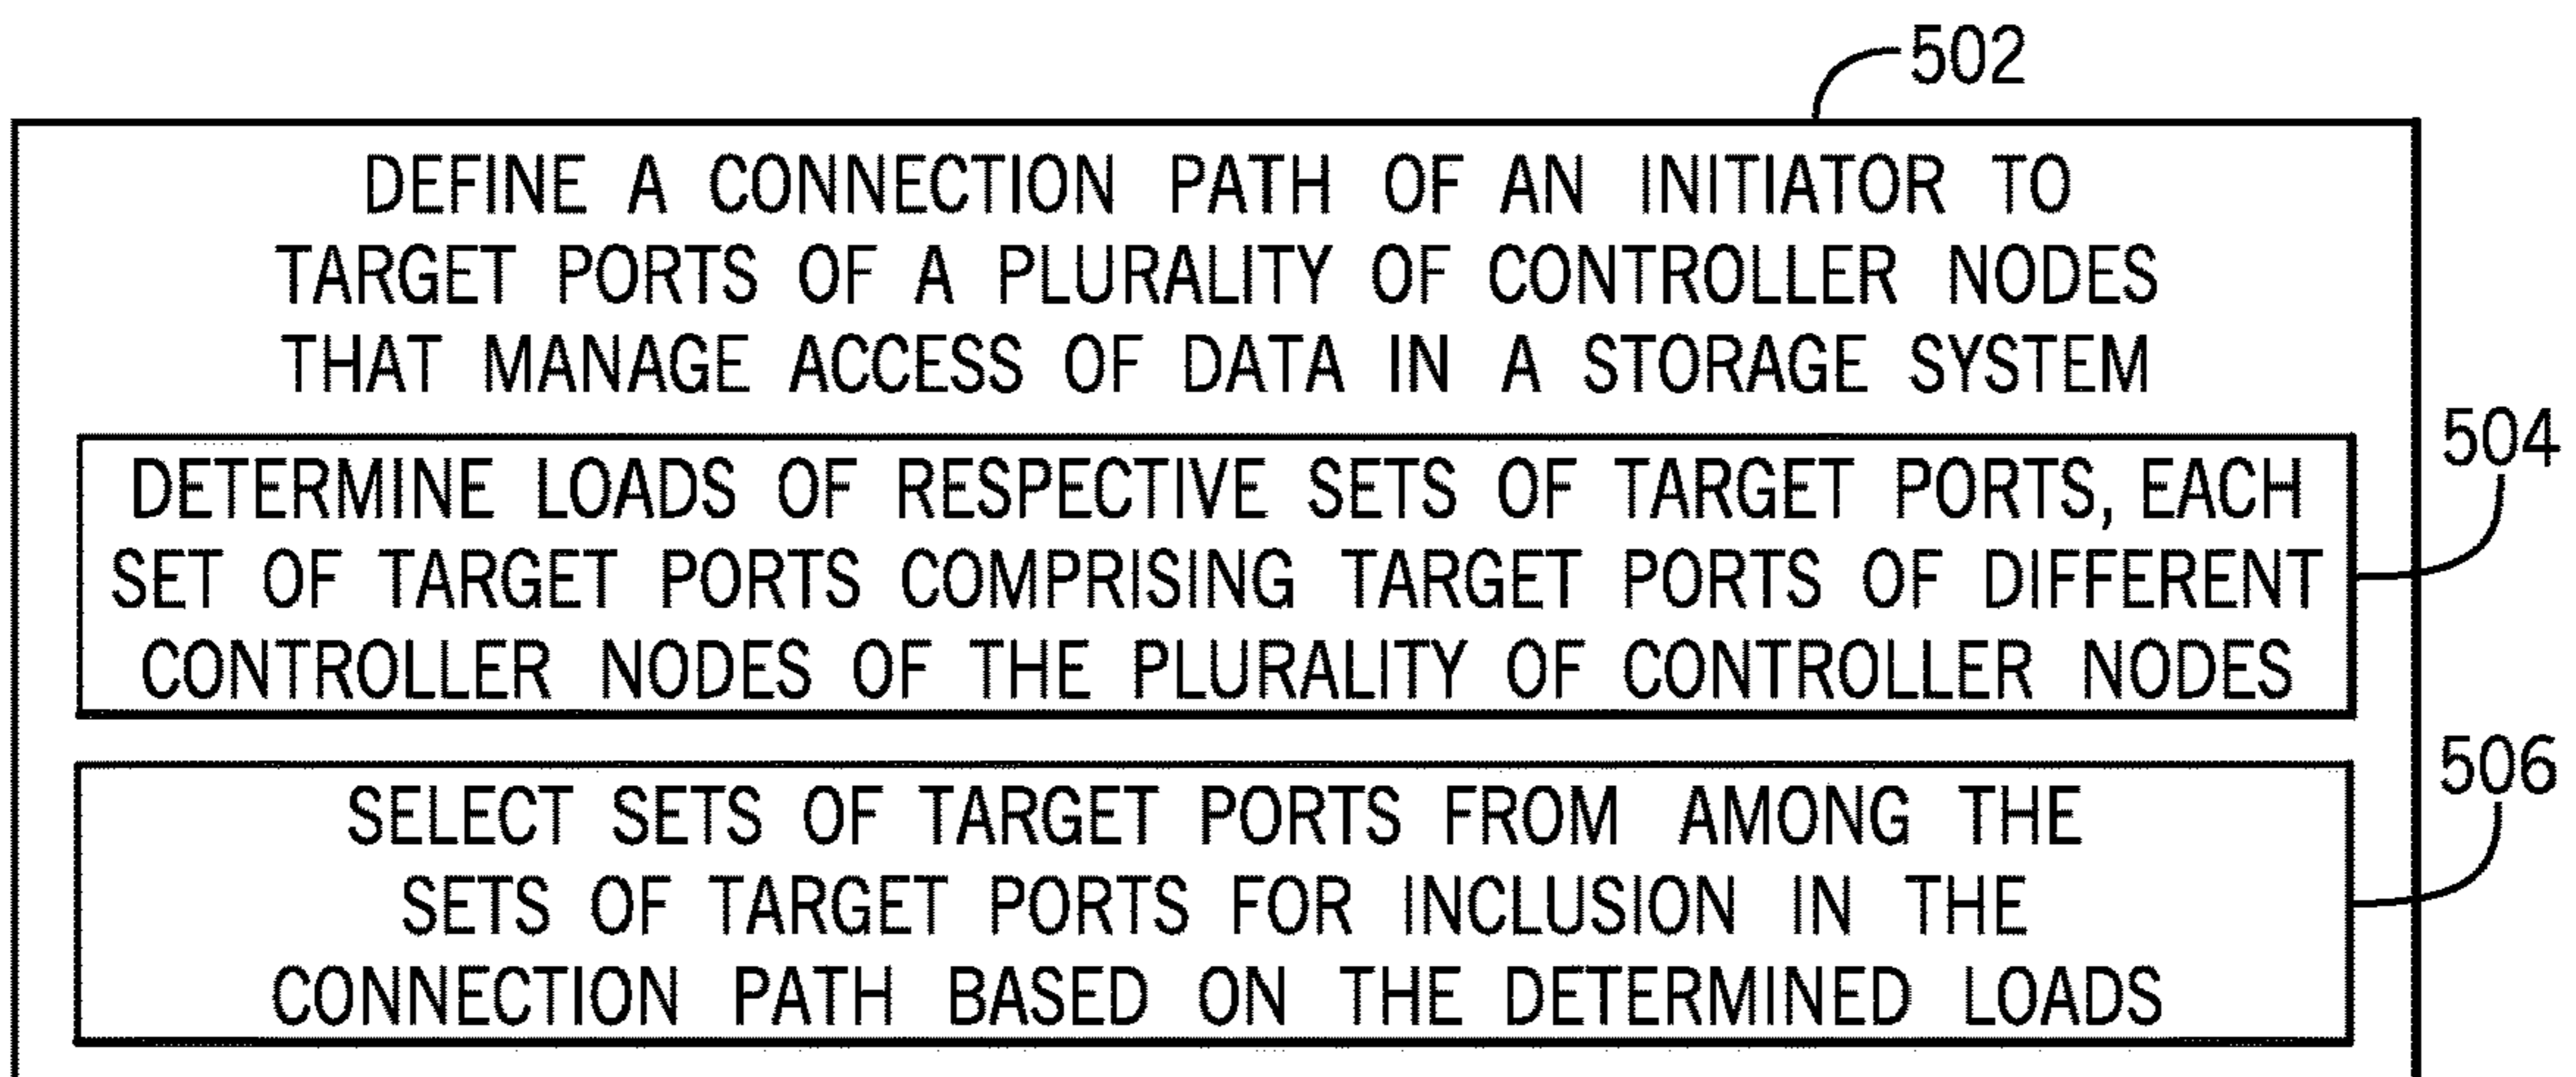 502
DEFINE A CONNECTION PATH OF AN INITIATOR TO
TARGET PORTS OF A PLURALITY OF CONTROLLER NODES
THAT MANAGE ACCESS OF DATA IN A STORAGE SYSTEM
504
DETERMINE LOADS OF RESPECTIVE SETS OF TARGET PORTS, EACH
SET OF TARGET PORTS COMPRISING TARGET PORTS OF DIFFERENT
CONTROLLER NODES OF THE PLURALITY OF CONTROLLER NODES
506
SELECT SETS OF TARGET PORTS FROM AMONG THE
SETS OF TARGET PORTS FOR INCLUSION IN THE
CONNECTION PATH BASED ON THE DETERMINED LOADS